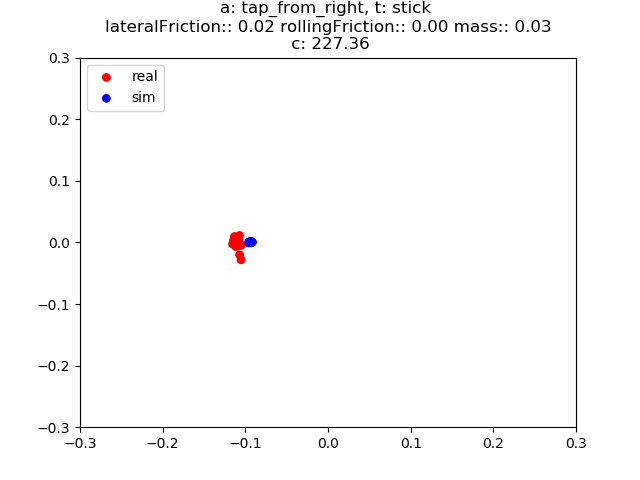 a: tap_from_right, t: stick
lateralFriction:: 0.02 rollingFriction:: 0.00 mass:: 0.03
c: 227.36
real
sim
0.3
0.2
0.1
0.0
−0.1
−0.2
−0.3
−0.3 −0.2 −0.1 0.0 0.1 0.2 0.3